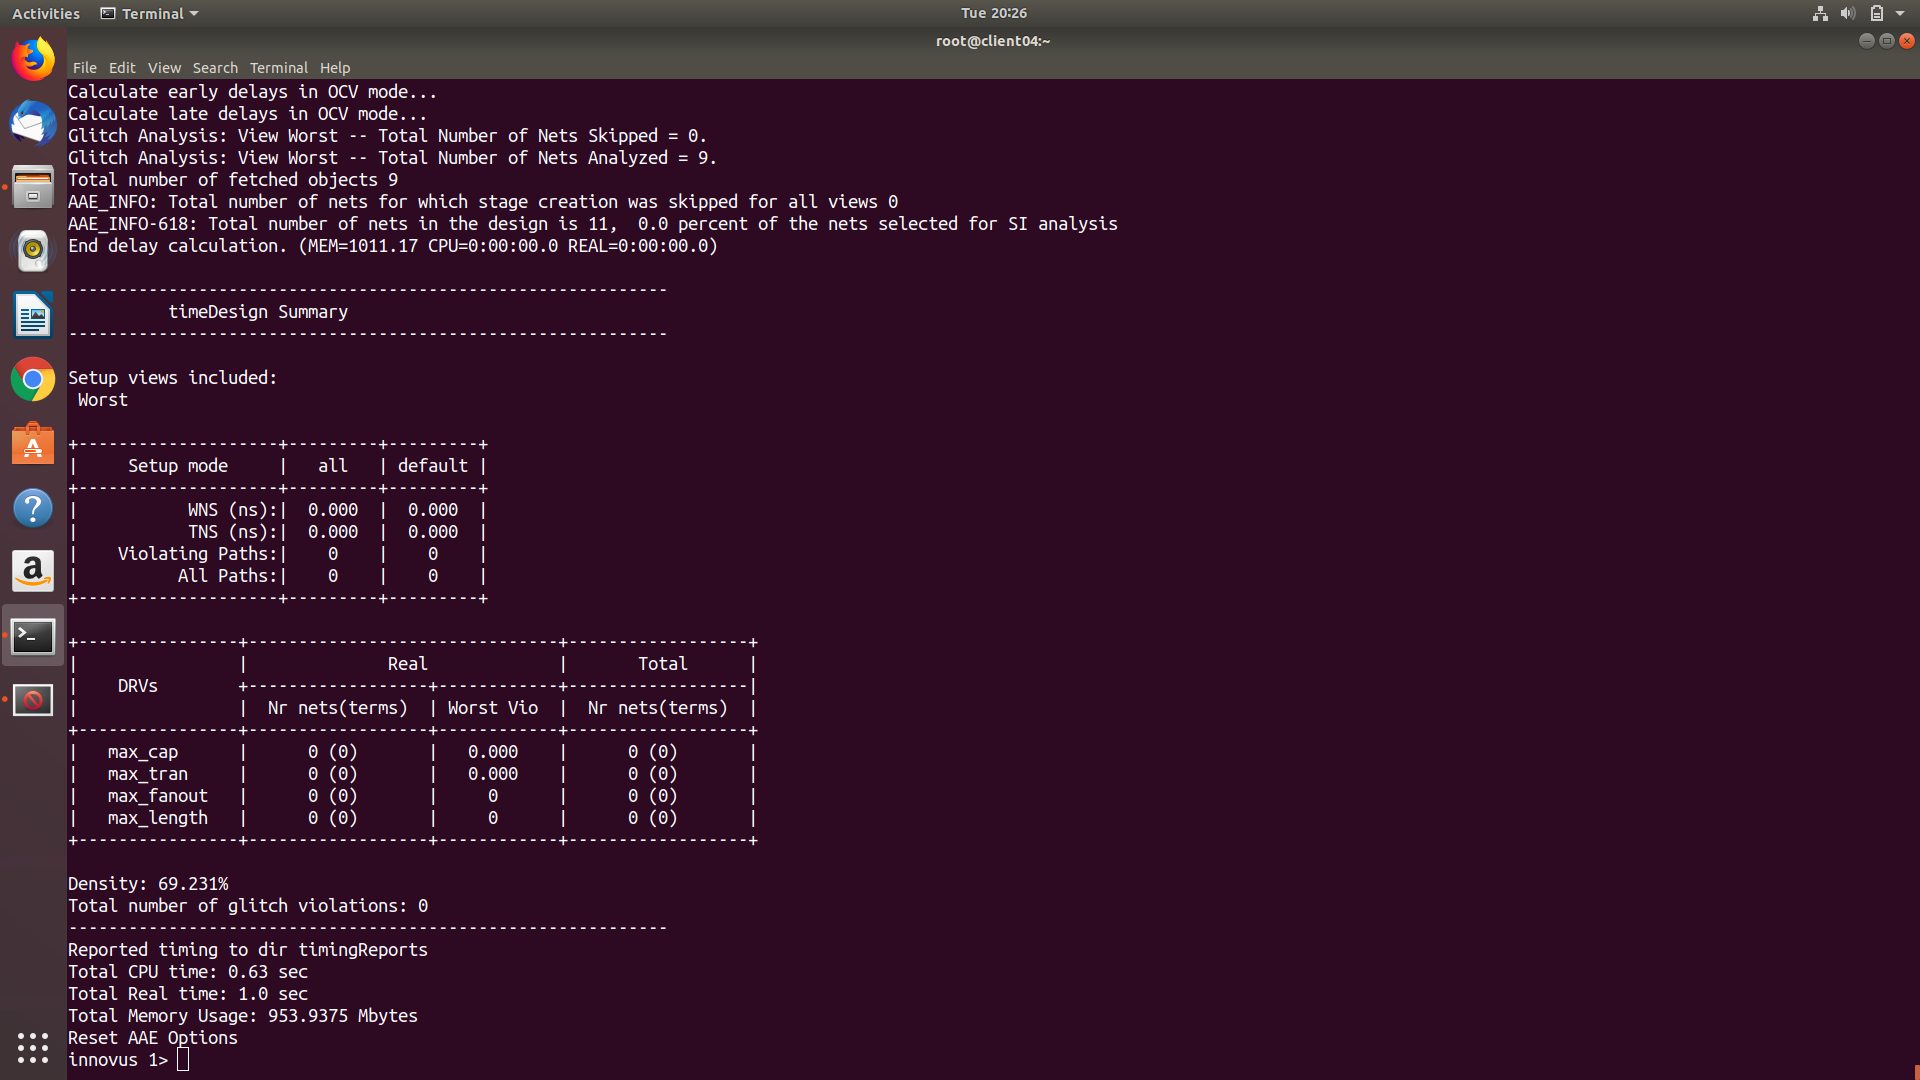 Activities Terminal Tue 20:26
root@client04:~
File Edit View Search Terminal Help
Calculate early delays in OCV mode...
Calculate late delays in OCV mode...
Glitch Analysis: View Worst -- Total Number of Nets Skipped = 0.
Glitch Analysis: View Worst -- Total Number of Nets Analyzed = 9.
Total number of fetched objects 9
AAE_INFO: Total number of nets for which stage creation was skipped for all views 0
AAE_INFO-618: Total number of nets in the design is 11,  0.0 percent of the nets selected for SI analysis
End delay calculation. (MEM=1011.17 CPU=0:00:00.0 REAL=0:00:00.0)
------------------------------------------------------------
          timeDesign Summary
------------------------------------------------------------
Setup views included:
 Worst
+--------------------+---------+---------+
|     Setup mode     |   all   | default |
+--------------------+---------+---------+
|           WNS (ns):|  0.000  |  0.000  |
|           TNS (ns):|  0.000  |  0.000  |
|    Violating Paths:|    0    |    0    |
|          All Paths:|    0    |    0    |
+--------------------+---------+---------+
+----------------+-------------------------------+------------------+
|                |              Real             |       Total      |
|    DRVs        +------------------+------------+------------------|
|                |  Nr nets(terms)  | Worst Vio  |  Nr nets(terms)  |
+----------------+------------------+------------+------------------+
|   max_cap      |      0 (0)       |   0.000    |      0 (0)       |
|   max_tran     |      0 (0)       |   0.000    |      0 (0)       |
|   max_fanout   |      0 (0)       |     0      |      0 (0)       |
|   max_length   |      0 (0)       |     0      |      0 (0)       |
+----------------+------------------+------------+------------------+
Density: 69.231%
Total number of glitch violations: 0
------------------------------------------------------------
Reported timing to dir timingReports
Total CPU time: 0.63 sec
Total Real time: 1.0 sec
Total Memory Usage: 953.9375 Mbytes
Reset AAE Options
innovus 1>